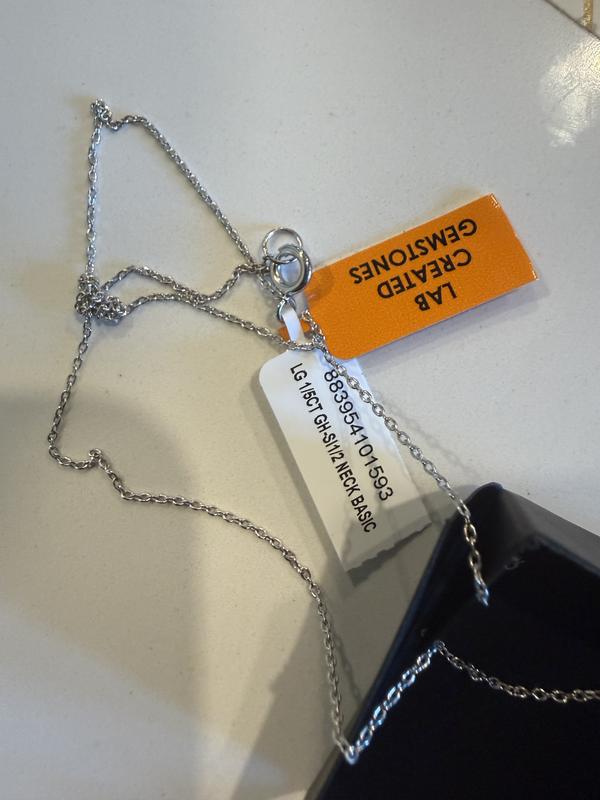 LAB
CREATED
GEMSTONES
883954101593
LG 1/5CT GH-SI1/2 NECK BASIC